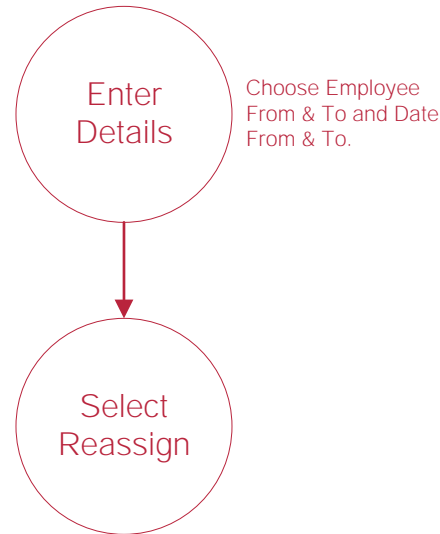 Enter
Details
Choose Employee
From & To and Date
From & To.
Select
Reassign